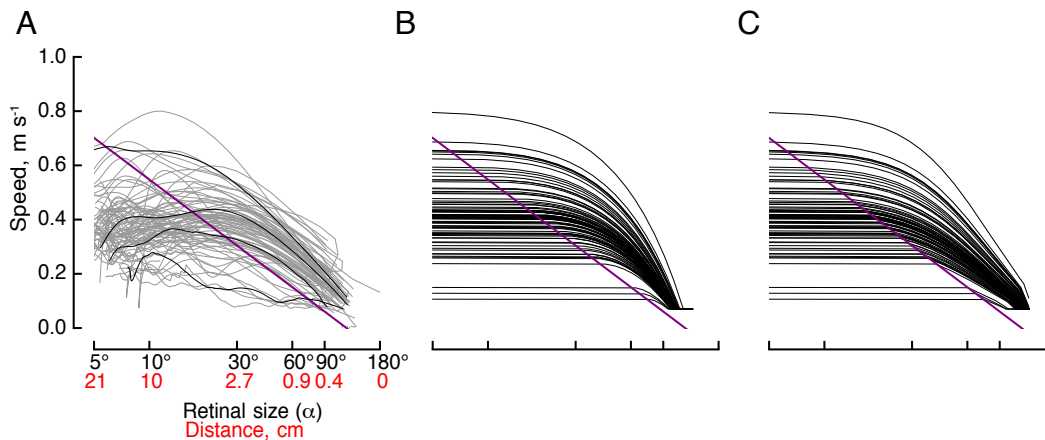 A
B
C
Speed, m s⁻¹
1.0
0.8
0.6
0.4
0.2
0.0
5° 10° 30° 60° 90° 180°
21 10 2.7 0.9 0.4 0
Retinal size (α)
Distance, cm